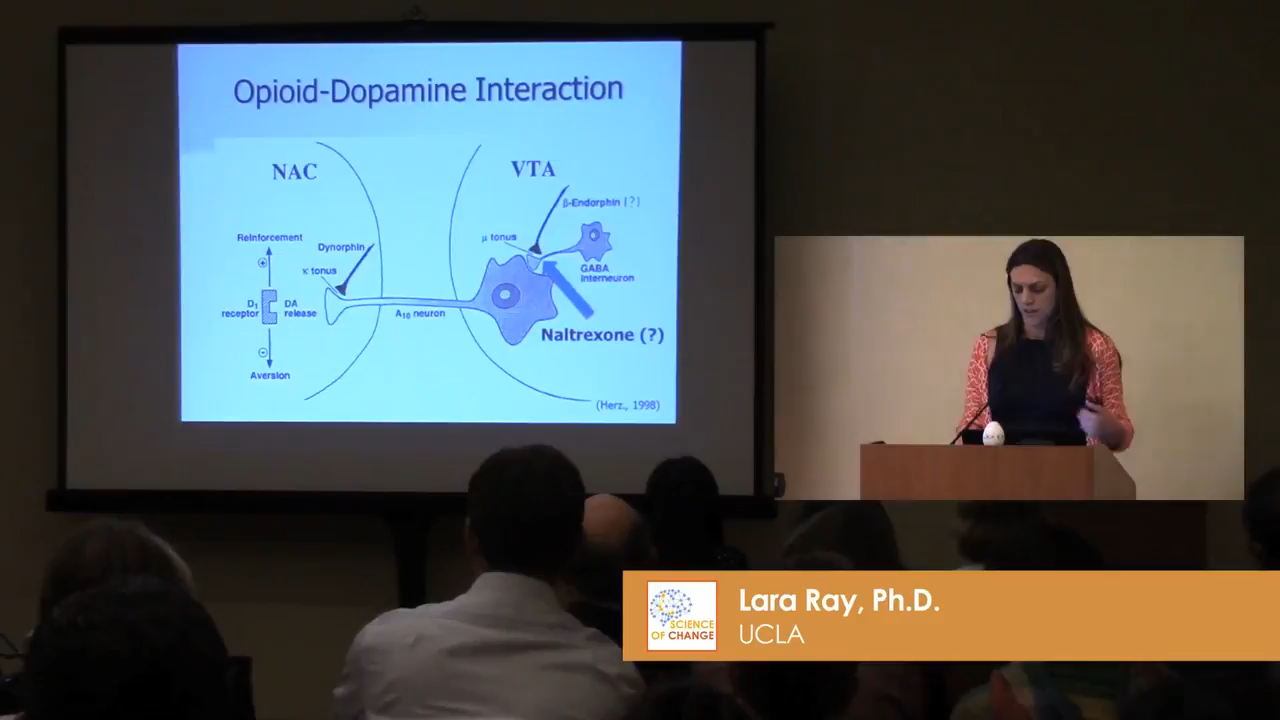 Opioid-Dopamine Interaction
NAC
VTA
β-Endorphin (?)
Reinforcement
Dynorphin
μ tonus
κ tonus
GABA
interneuron
D1
receptor
DA
release
A10 neuron
Naltrexone (?)
Aversion
(Herz., 1998)
Lara Ray, Ph.D.
SCIENCE
OF CHANGE
UCLA